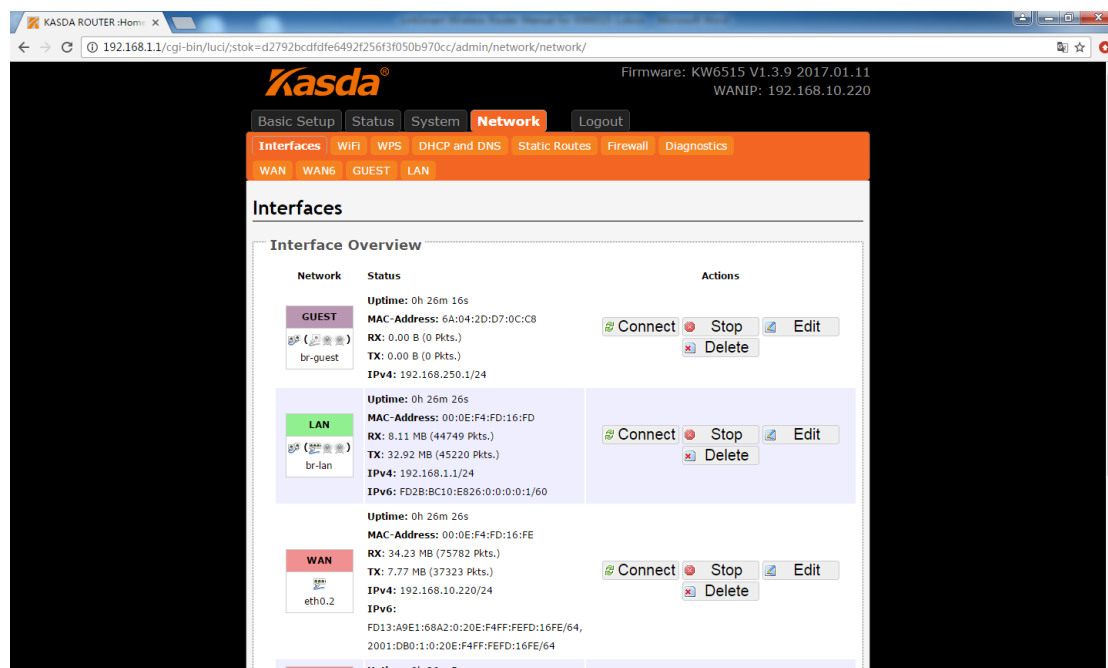 KASDA ROUTER :Home
192.168.1.1/cgi-bin/luci/;stok=d2792bcdfdfe6492f256f3f050b970cc/admin/network/network/
Kasda®
Firmware: KW6515 V1.3.9 2017.01.11
WANIP: 192.168.10.220
Basic Setup Status System Network Logout
Interfaces WiFi WPS DHCP and DNS Static Routes Firewall Diagnostics
WAN WAN6 GUEST LAN
Interfaces
Interface Overview
Network Status Actions
GUEST
br-guest
Uptime: 0h 26m 16s
MAC-Address: 6A:04:2D:D7:0C:C8
RX: 0.00 B (0 Pkts.)
TX: 0.00 B (0 Pkts.)
IPv4: 192.168.250.1/24
Connect Stop Edit
Delete
LAN
br-lan
Uptime: 0h 26m 26s
MAC-Address: 00:0E:F4:FD:16:FD
RX: 8.11 MB (44749 Pkts.)
TX: 32.92 MB (45220 Pkts.)
IPv4: 192.168.1.1/24
IPv6: FD2B:BC10:E826:0:0:0:0:1/60
Connect Stop Edit
Delete
WAN
eth0.2
Uptime: 0h 26m 26s
MAC-Address: 00:0E:F4:FD:16:FE
RX: 34.23 MB (75782 Pkts.)
TX: 7.77 MB (37323 Pkts.)
IPv4: 192.168.10.220/24
IPv6:
FD13:A9E1:68A2:0:20E:F4FF:FEFD:16FE/64,
2001:DB0:1:0:20E:F4FF:FEFD:16FE/64
Connect Stop Edit
Delete